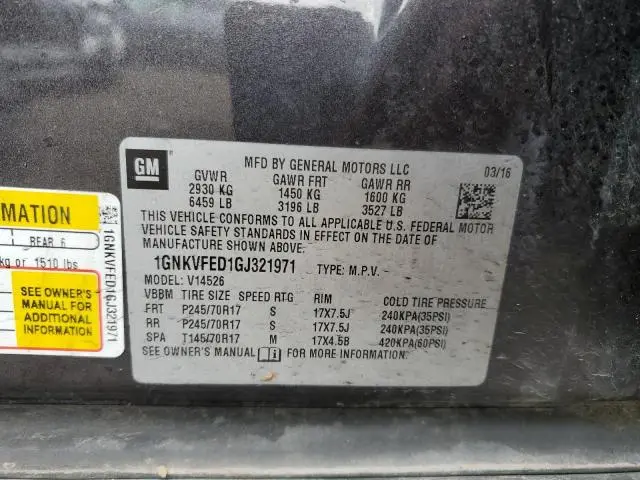 GM
MFD BY GENERAL MOTORS LLC
03/16
GVWR GAWR FRT GAWR RR
2930 KG 1450 KG 1600 KG
6459 LB 3196 LB 3527 LB
THIS VEHICLE CONFORMS TO ALL APPLICABLE U.S. FEDERAL MOTOR
VEHICLE SAFETY STANDARDS IN EFFECT ON THE DATE OF
MANUFACTURE SHOWN ABOVE.
1GNKVFED1GJ321971 TYPE: M.P.V.
MODEL: V14526
VBBM TIRE SIZE SPEED RTG RIM COLD TIRE PRESSURE
FRT P245/70R17 S 17X7.5J 240KPA(35PSI)
RR P245/70R17 S 17X7.5J 240KPA(35PSI)
SPA T145/70R17 M 17X4.5B 420KPA(60PSI)
SEE OWNER'S MANUAL i FOR MORE INFORMATION.
MATION
REAR 6
kg or 1510 lbs
SEE OWNER'S
MANUAL FOR
ADDITIONAL
INFORMATION
1GNKVFED1GJ321971